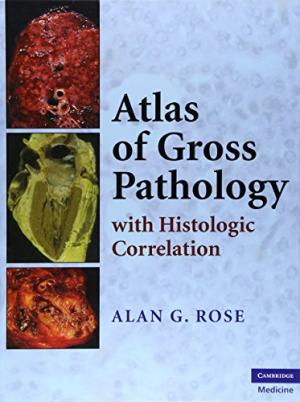 Atlas
of Gross
Pathology
with Histologic
Correlation
ALAN G. ROSE
CAMBRIDGE
Medicine